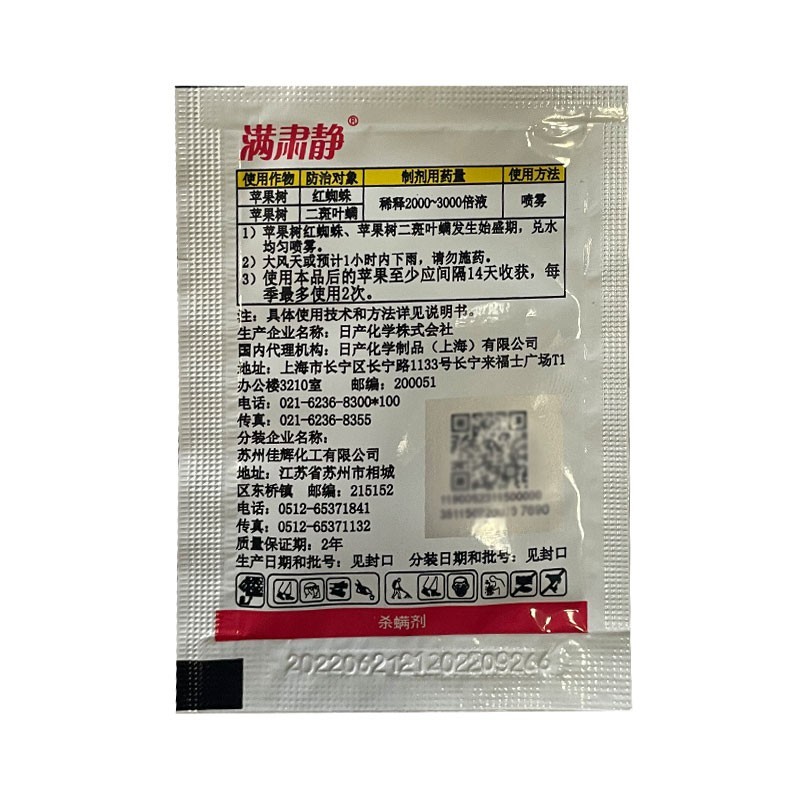 满肃静®
使用作物 防治对象 制剂用药量 使用方法
苹果树 红蜘蛛 稀释2000~3000倍液 喷雾
苹果树 二斑叶螨
1）苹果树红蜘蛛、苹果树二斑叶螨发生始盛期，兑水
均匀喷雾。
2）大风天或预计1小时内下雨，请勿施药。
3）使用本品后的苹果至少应间隔14天收获，每
季最多使用2次。
注：具体使用技术和方法详见说明书。
生产企业名称：日产化学株式会社
国内代理机构：日产化学制品（上海）有限公司
地址：上海市长宁区长宁路1133号长宁来福士广场T1
办公楼3210室 邮编：200051
电话：021-6236-8300*100
传真：021-6236-8355
分装企业名称：
苏州佳辉化工有限公司
地址：江苏省苏州市相城
区东桥镇 邮编：215152
电话：0512-65371841
传真：0512-65371132
质量保证期：2年
生产日期和批号：见封口 分装日期和批号：见封口
杀螨剂